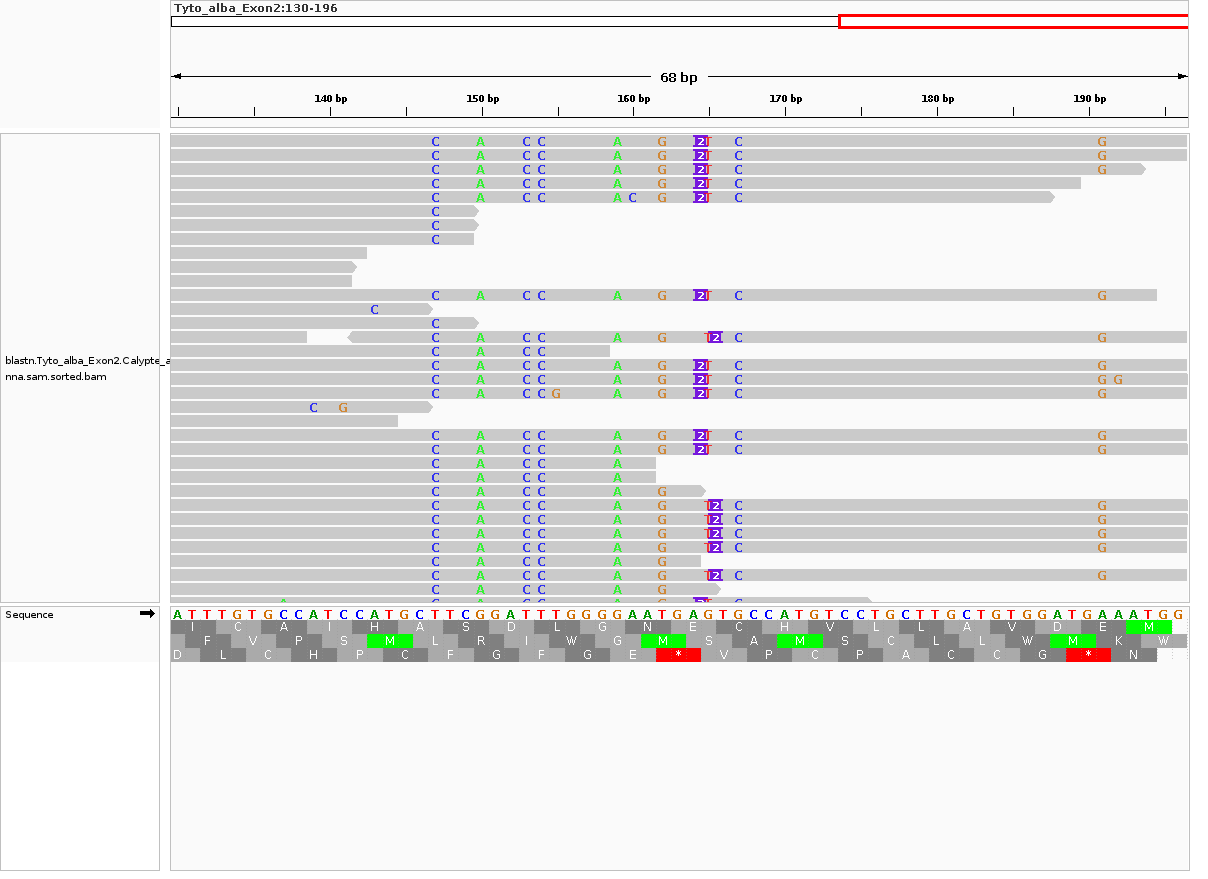 Tyto_alba_Exon2:130-196
68 bp
140 bp 150 bp 160 bp 170 bp 180 bp 190 bp
C A C C A G 2 T C G
C A C C A G 2 T C G
C A C C A G 2 T C G
C A C C A G 2 T C
C A C C A C G 2 T C
C
C
C
C A C C A G 2 T C G
C
C
C A C C A G T 2 C G
C A C C
blastn.Tyto_alba_Exon2.Calypte_a
nna.sam.sorted.bam
C A C C A G 2 T C G
C A C C A G 2 T C G G
C A C C G A G 2 T C G
C G
C A C C A G 2 T C G
C A C C A G 2 T C G
C A C C A
C A C C A
C A C C A G
C A C C A G T 2 C G
C A C C A G T 2 C G
C A C C A G T 2 C G
C A C C A G T 2 C G
C A C C A G
C A C C A G T 2 C G
C A C C A G
Sequence
A T T T G T G C C A T C C A T G C T T C G G A T T T G G G G A A T G A G T G C C A T G T C C T G C T T G C T G T G G A T G A A A T G G
I C A I H A S D L G N E C H V L L A V D E M
F V P S M L R I W G M S A M S C L L W M K W
D L C H P C F G F G E * V P C P A C C G * N